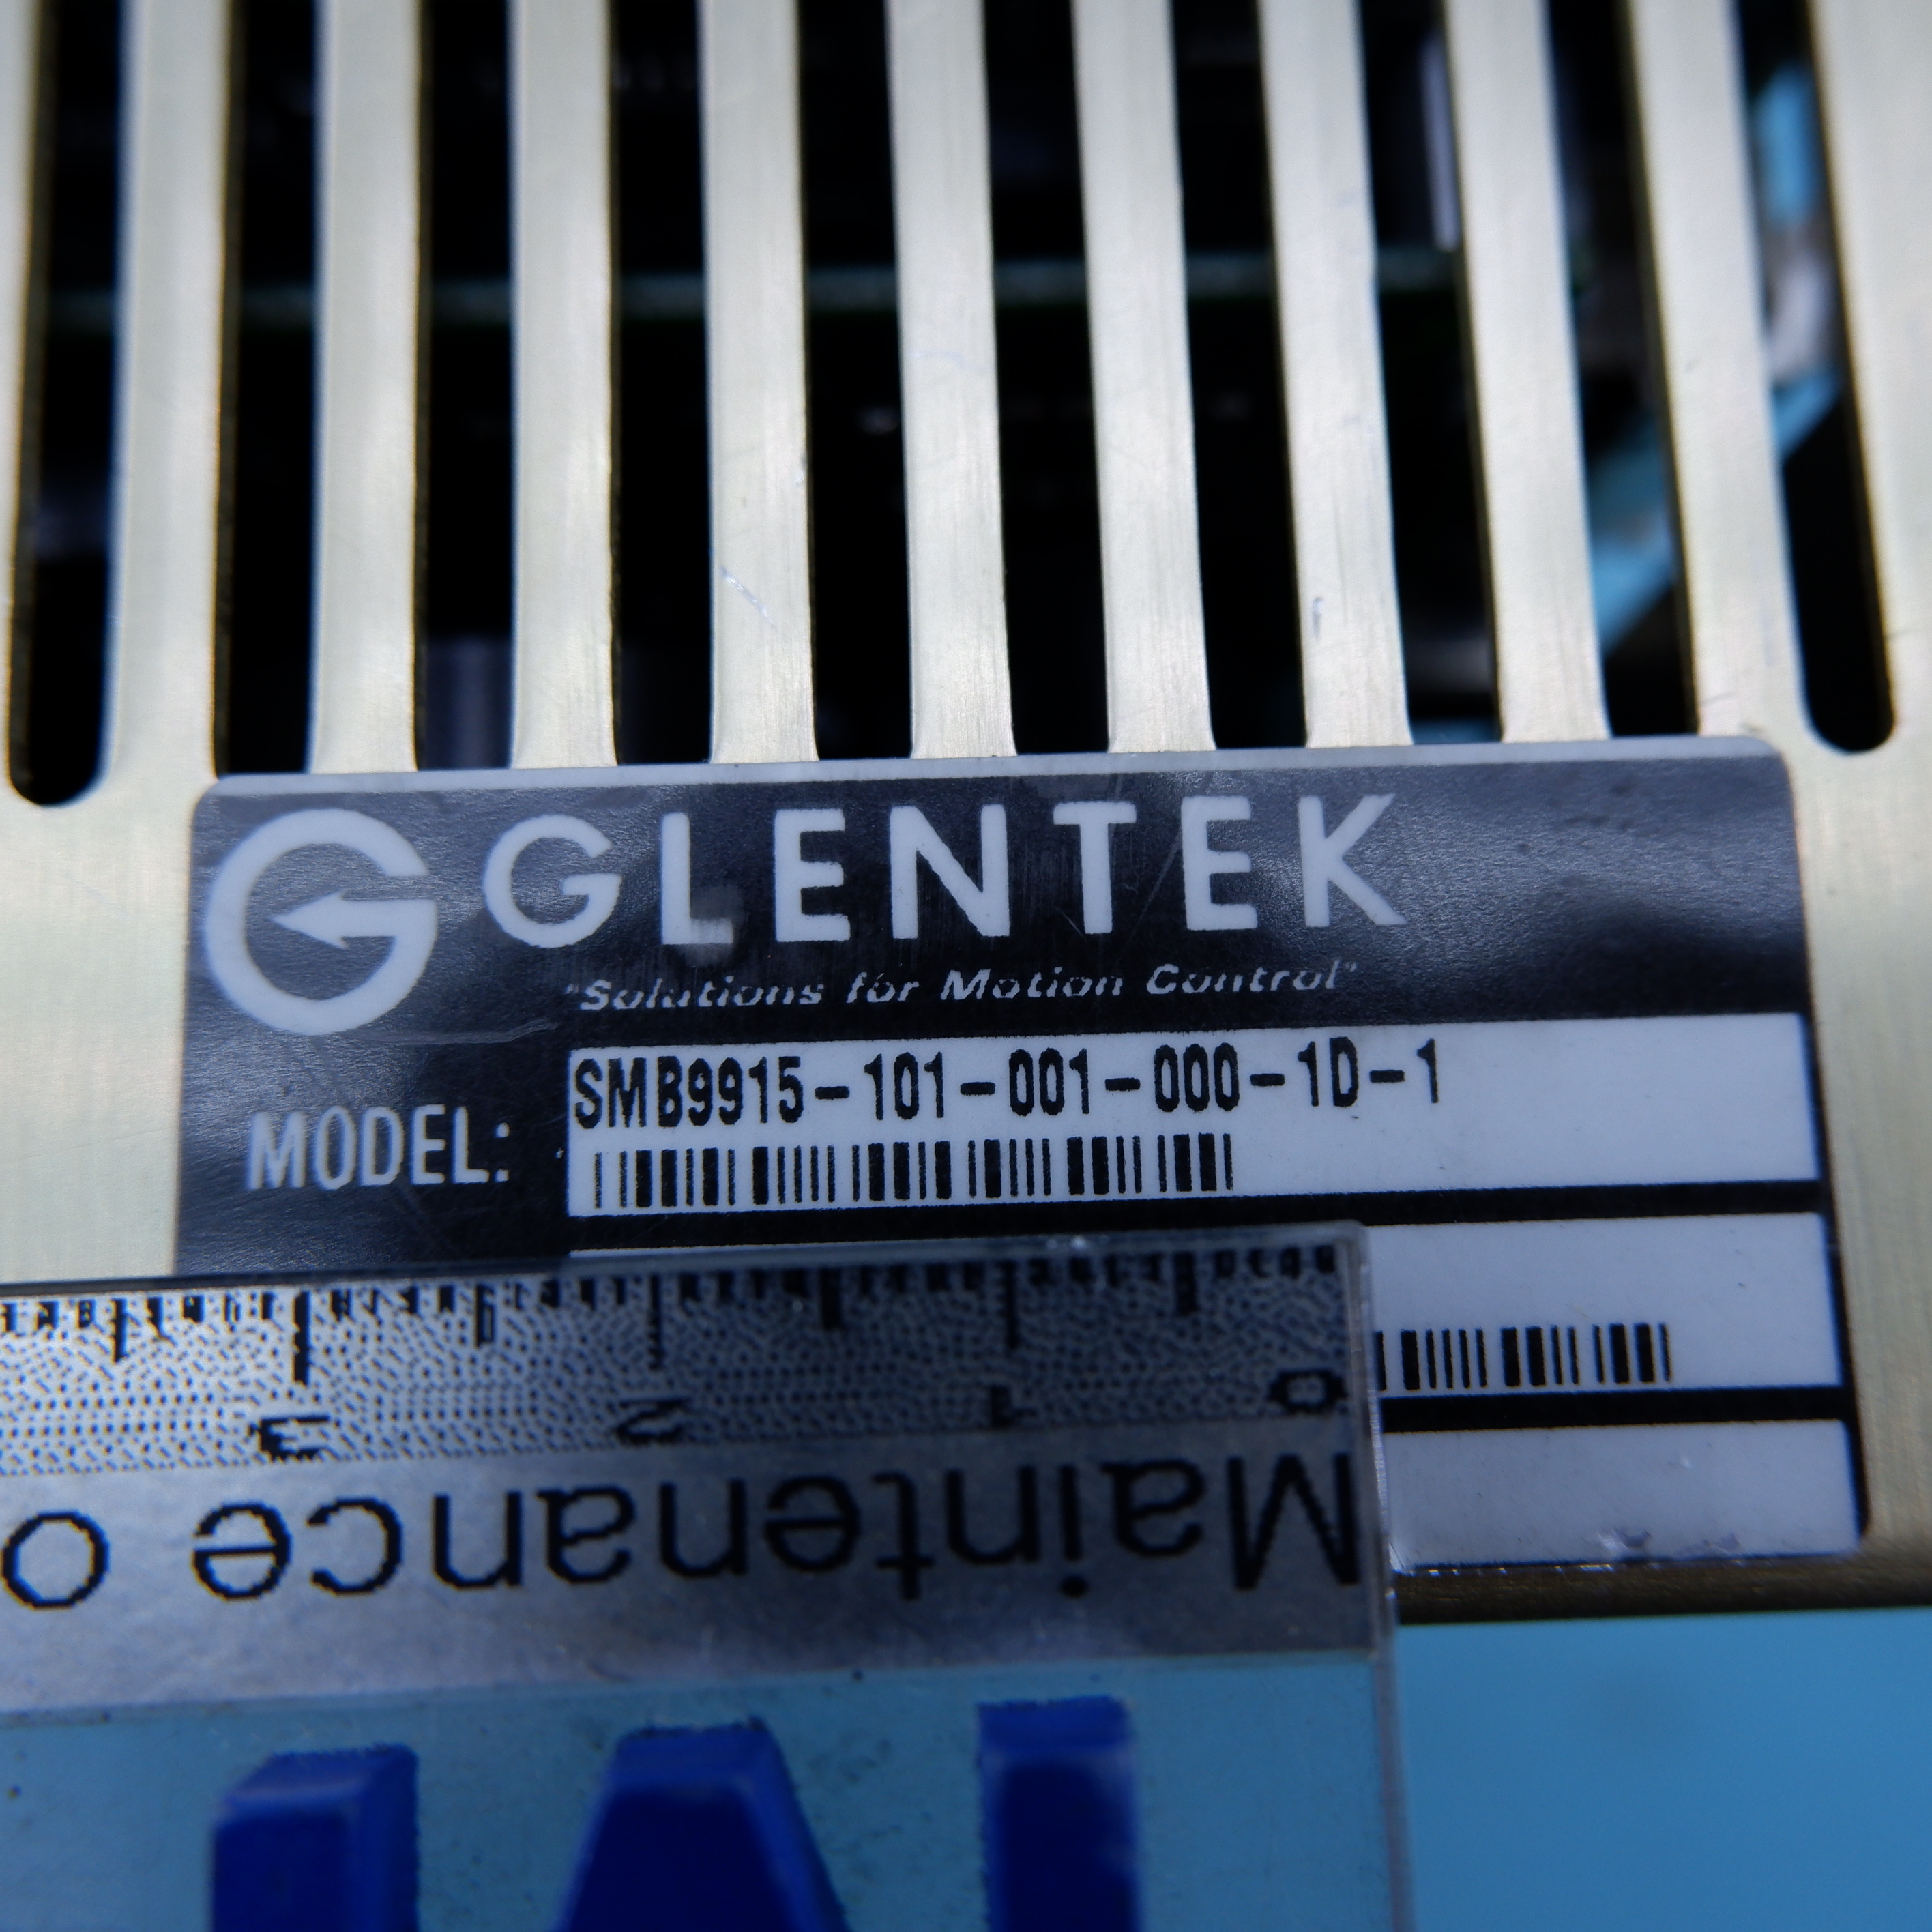 GLENTEK
"Solutions for Motion Control"
MODEL: SMB9915-101-001-000-1D-1
3 2 1 0
Maintenance o